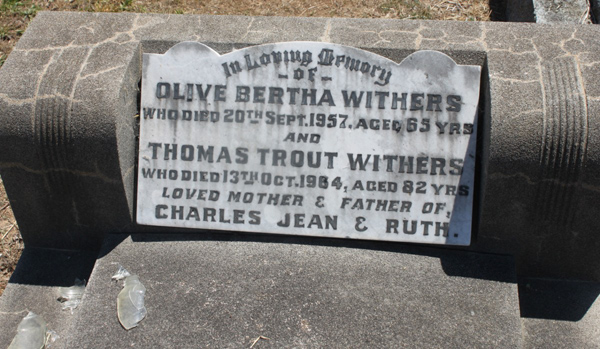 In Loving Memory
- of -
OLIVE BERTHA WITHERS
WHO DIED 20TH SEPT. 1957. AGED 65 YRS
AND
THOMAS TROUT WITHERS
WHO DIED 13TH OCT. 1964, AGED 82 YRS
LOVED MOTHER & FATHER OF,
CHARLES JEAN & RUTH.